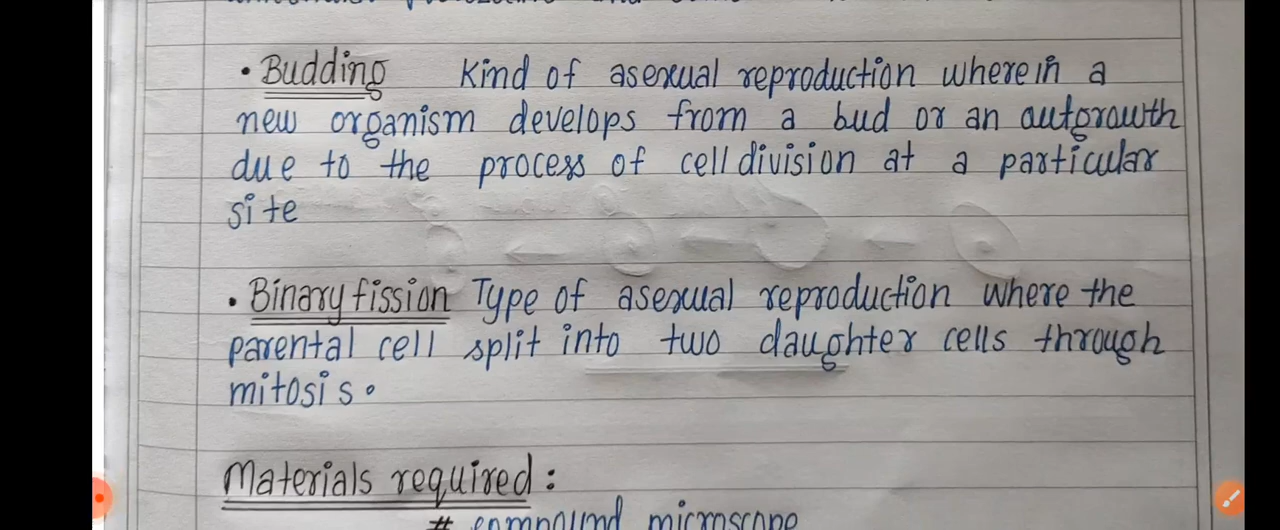 • Budding Kind of asexual reproduction wherein a
new organism develops from a bud or an outgrowth
due to the process of cell division at a particular
site
• Binary fission Type of asexual reproduction where the
parental cell split into two daughter cells through
mitosis.
Materials required :
# compound microscope